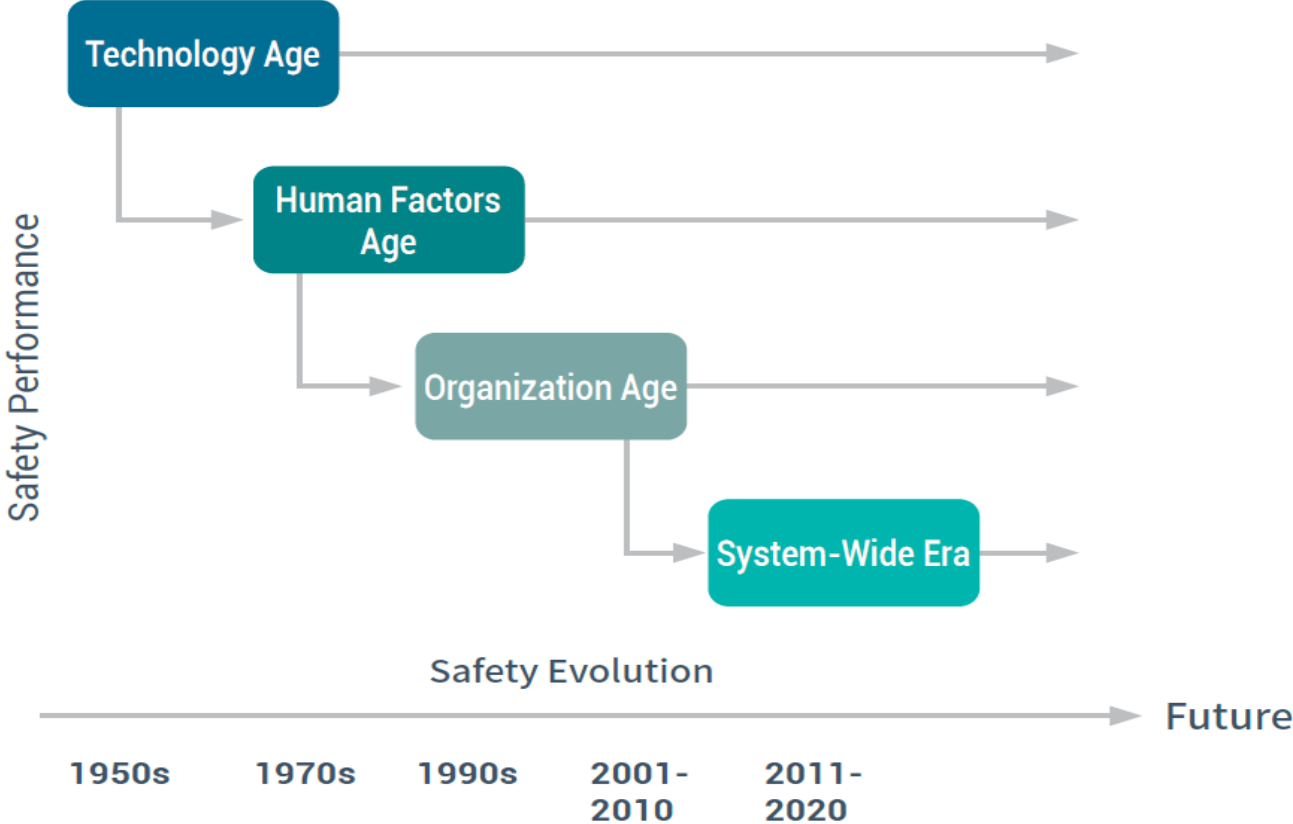 Technology Age
Human Factors
Age
Organization Age
System-Wide Era
Safety Performance
Safety Evolution
Future
1950s
1970s
1990s
2001-
2010
2011-
2020